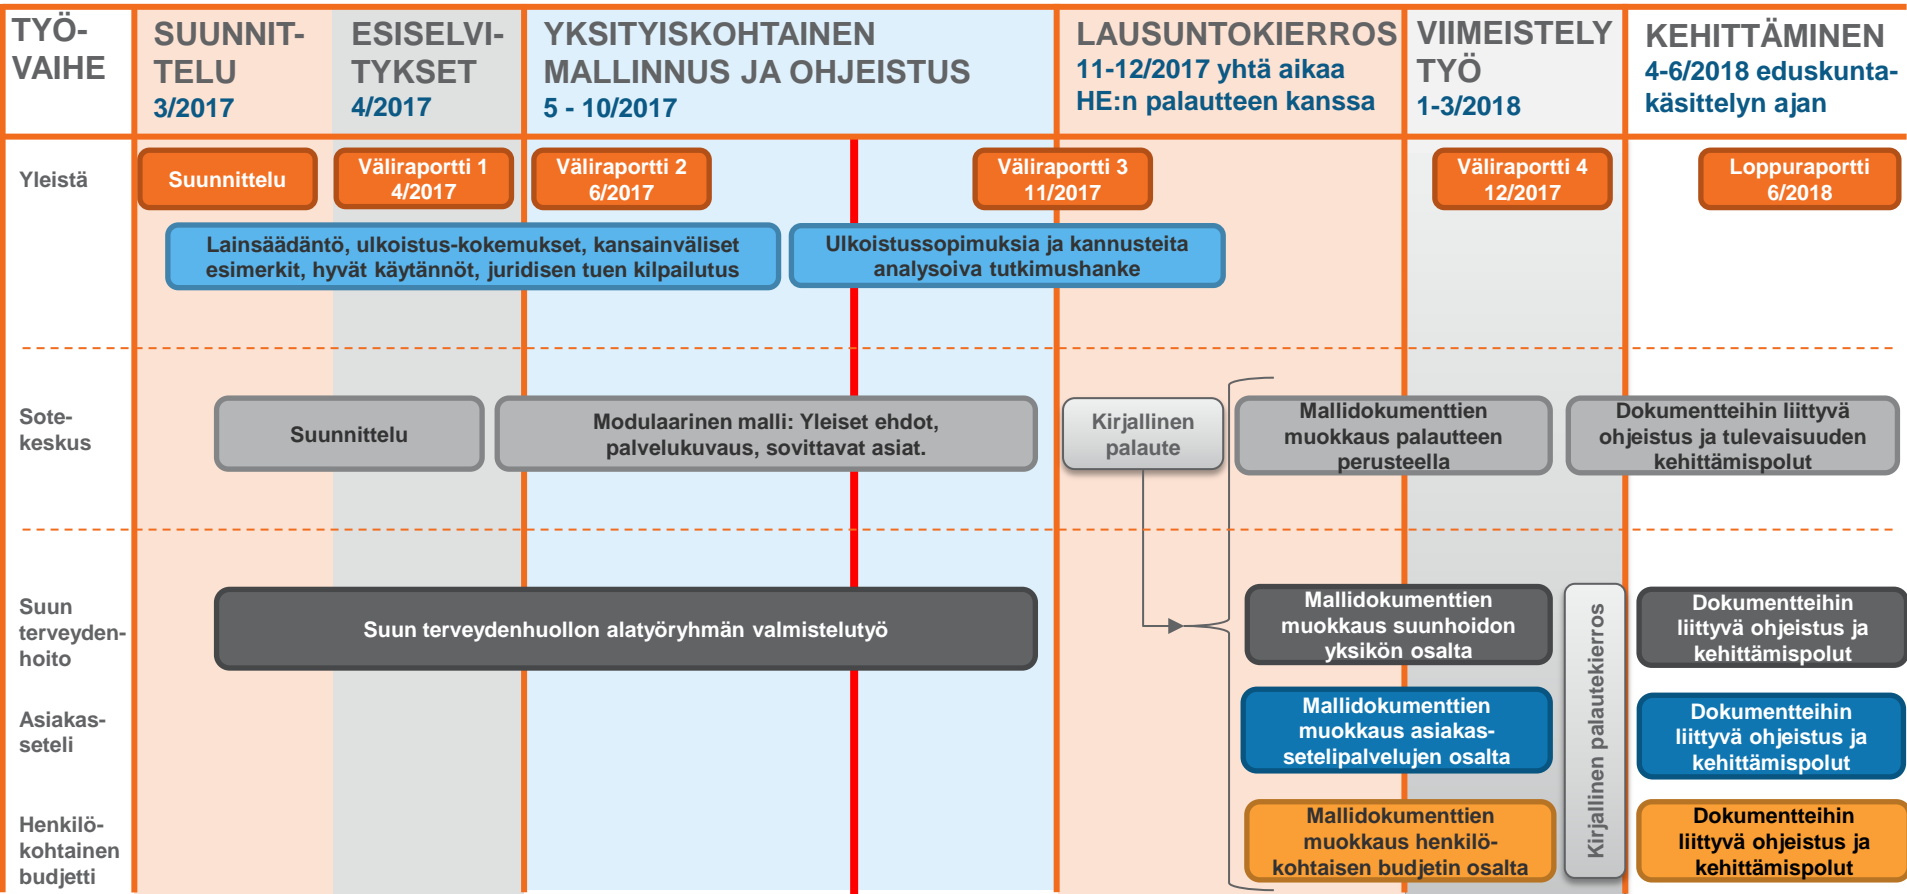 TYÖ-
VAIHE
SUUNNIT-
TELU
3/2017
ESISELVI-
TYKSET
4/2017
YKSITYISKOHTAINEN
MALLINNUS JA OHJEISTUS
5 - 10/2017
LAUSUNTOKIERROS
11-12/2017 yhtä aikaa
HE:n palautteen kanssa
VIIMEISTELY
TYÖ
1-3/2018
KEHITTÄMINEN
4-6/2018 eduskunta-
käsittelyn ajan
Yleistä
Suunnittelu
Väliraportti 1
4/2017
Väliraportti 2
6/2017
Väliraportti 3
11/2017
Väliraportti 4
12/2017
Loppuraportti
6/2018
Lainsäädäntö, ulkoistus-kokemukset, kansainväliset
esimerkit, hyvät käytännöt, juridisen tuen kilpailutus
Ulkoistussopimuksia ja kannusteita
analysoiva tutkimushanke
Sote-
keskus
Suunnittelu
Modulaarinen malli: Yleiset ehdot,
palvelukuvaus, sovittavat asiat.
Kirjallinen
palaute
Mallidokumenttien
muokkaus palautteen
perusteella
Dokumentteihin liittyvä
ohjeistus ja tulevaisuuden
kehittämispolut
Suun
terveyden-
hoito
Suun terveydenhuollon alatyöryhmän valmistelutyö
Mallidokumenttien
muokkaus suunhoidon
yksikön osalta
Kirjallinen palautekierros
Dokumentteihin
liittyvä ohjeistus ja
kehittämispolut
Asiakas-
seteli
Mallidokumenttien
muokkaus asiakas-
setelipalvelujen osalta
Dokumentteihin
liittyvä ohjeistus ja
kehittämispolut
Henkilö-
kohtainen
budjetti
Mallidokumenttien
muokkaus henkilö-
kohtaisen budjetin osalta
Dokumentteihin
liittyvä ohjeistus ja
kehittämispolut